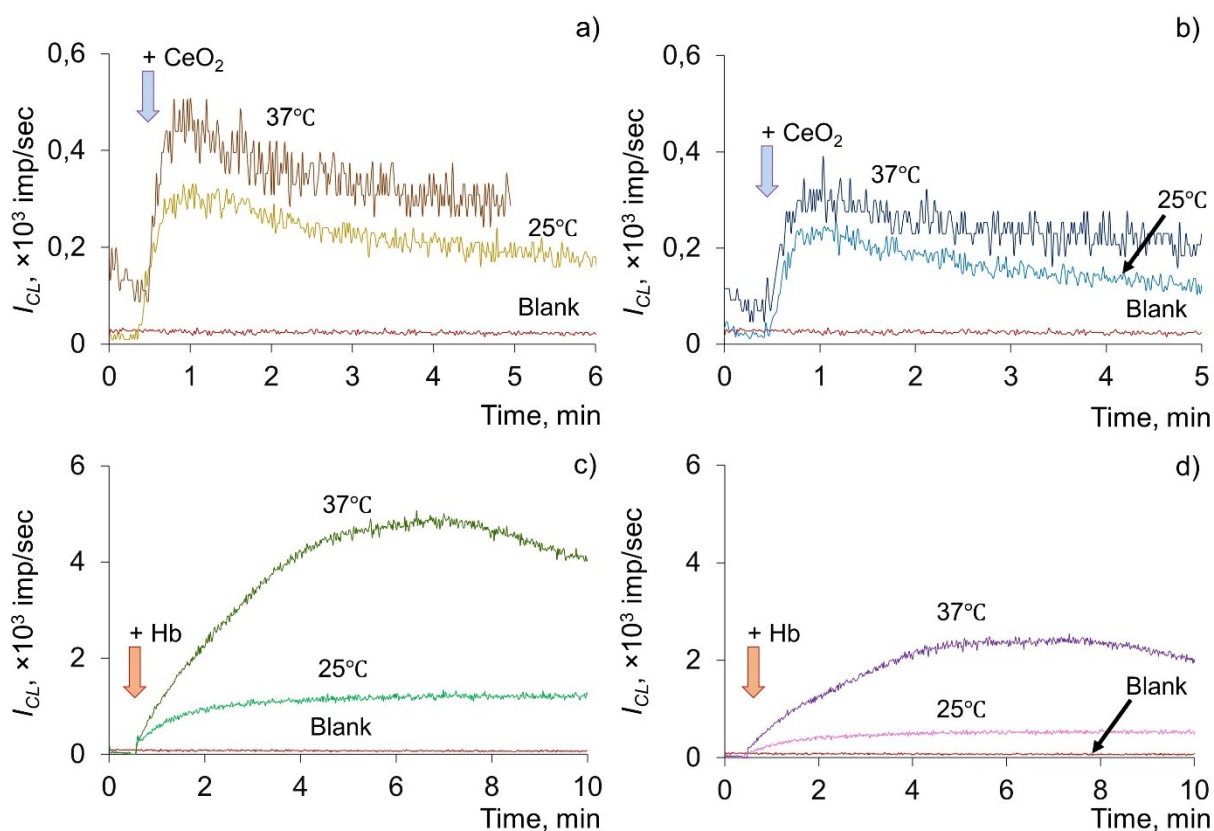 a)
I_CL, ×10³ imp/sec
0,6
0,4
0,2
0
+ CeO₂
37℃
25℃
Blank
0 1 2 3 4 5 6
Time, min
b)
I_CL, ×10³ imp/sec
0,6
0,4
0,2
0
+ CeO₂
37℃
25℃
Blank
0 1 2 3 4 5
Time, min
c)
I_CL, ×10³ imp/sec
6
4
2
0
37℃
+ Hb
25℃
Blank
0 2 4 6 8 10
Time, min
d)
I_CL, ×10³ imp/sec
6
4
2
0
37℃
+ Hb
Blank
25℃
0 2 4 6 8 10
Time, min